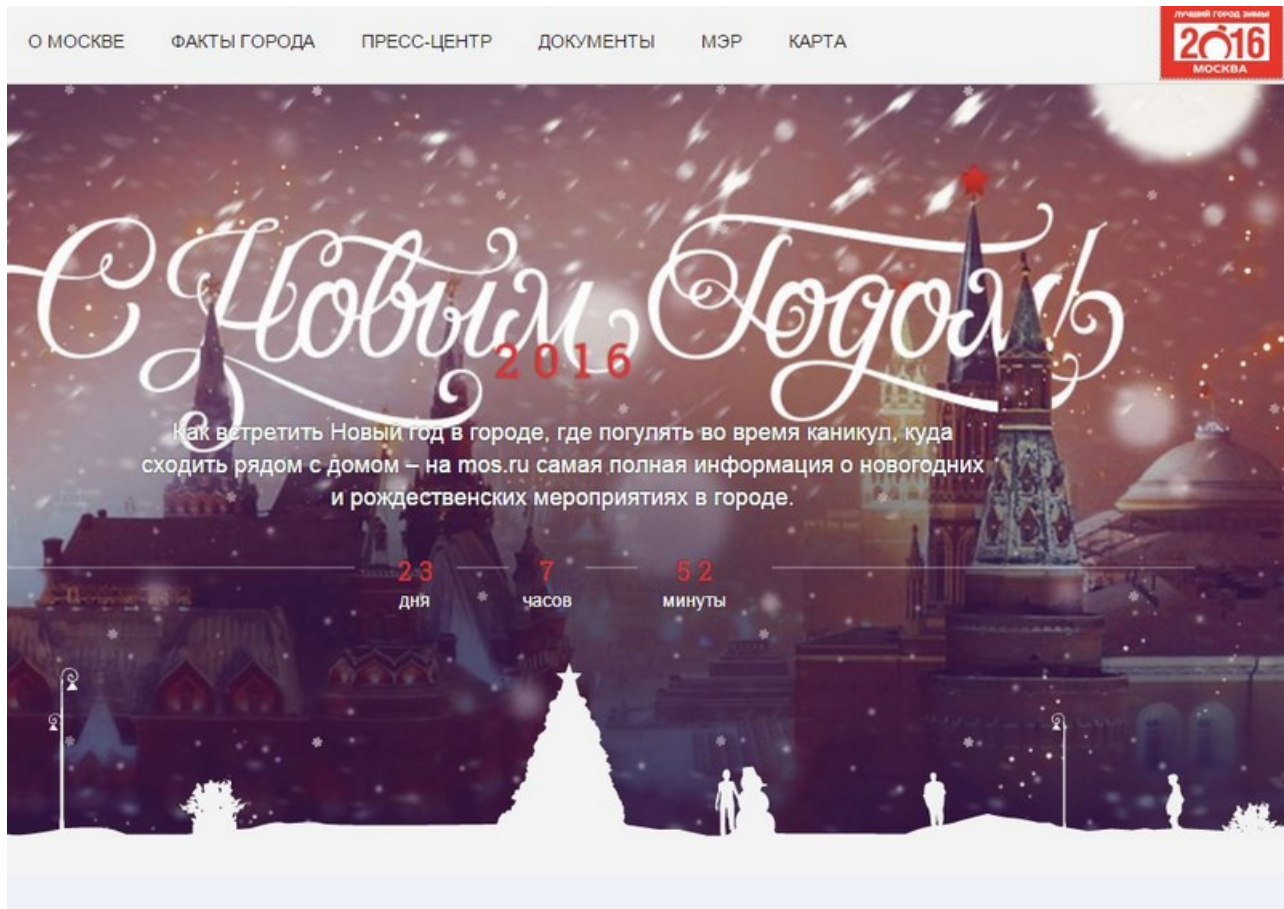 О МОСКВЕ ФАКТЫ ГОРОДА ПРЕСС-ЦЕНТР ДОКУМЕНТЫ МЭР КАРТА
ЛУЧШИЙ ГОРОД ЗИМЫ
2016
МОСКВА
С Новым Годом!
2016
Как встретить Новый год в городе, где погулять во время каникул, куда
сходить рядом с домом – на mos.ru самая полная информация о новогодних
и рождественских мероприятиях в городе.
23 7 52
дня часов минуты